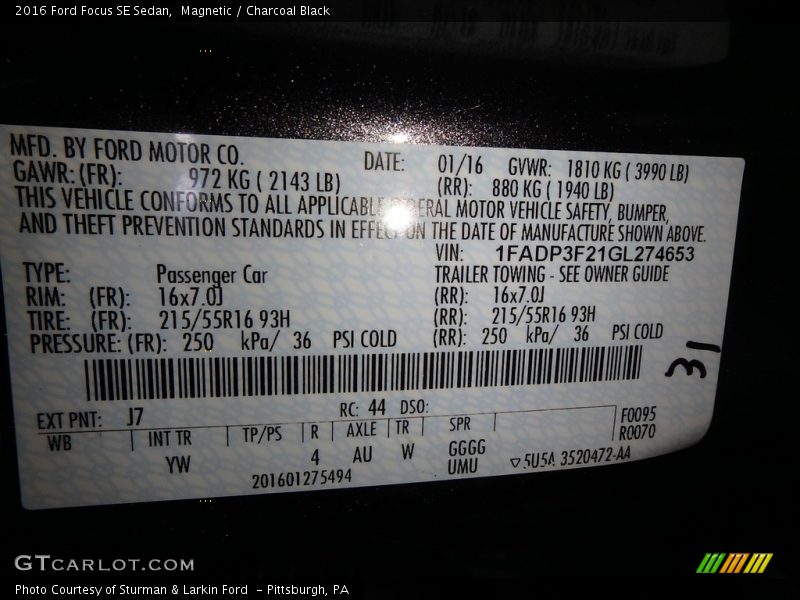 2016 Ford Focus SE Sedan,  Magnetic / Charcoal Black
MFD. BY FORD MOTOR CO. DATE: 01/16 GVWR: 1810 KG ( 3990 LB)
GAWR: (FR): 972 KG ( 2143 LB) (RR): 880 KG ( 1940 LB)
THIS VEHICLE CONFORMS TO ALL APPLICABLE FEDERAL MOTOR VEHICLE SAFETY, BUMPER,
AND THEFT PREVENTION STANDARDS IN EFFECT ON THE DATE OF MANUFACTURE SHOWN ABOVE.
VIN: 1FADP3F21GL274653
TYPE: Passenger Car TRAILER TOWING - SEE OWNER GUIDE
RIM: (FR): 16x7.0J (RR): 16x7.0J
TIRE: (FR): 215/55R16 93H (RR): 215/55R16 93H
PRESSURE: (FR): 250 kPa/ 36 PSI COLD (RR): 250 kPa/ 36 PSI COLD
31
EXT PNT: J7 RC: 44 DSO: F0095
WB INT TR TP/PS R AXLE TR SPR R0070
YW 4 AU W GGGG
UMU ▽5U5A 3520472-AA
201601275494
GTCARLOT.COM
Photo Courtesy of Sturman & Larkin Ford  - Pittsburgh, PA